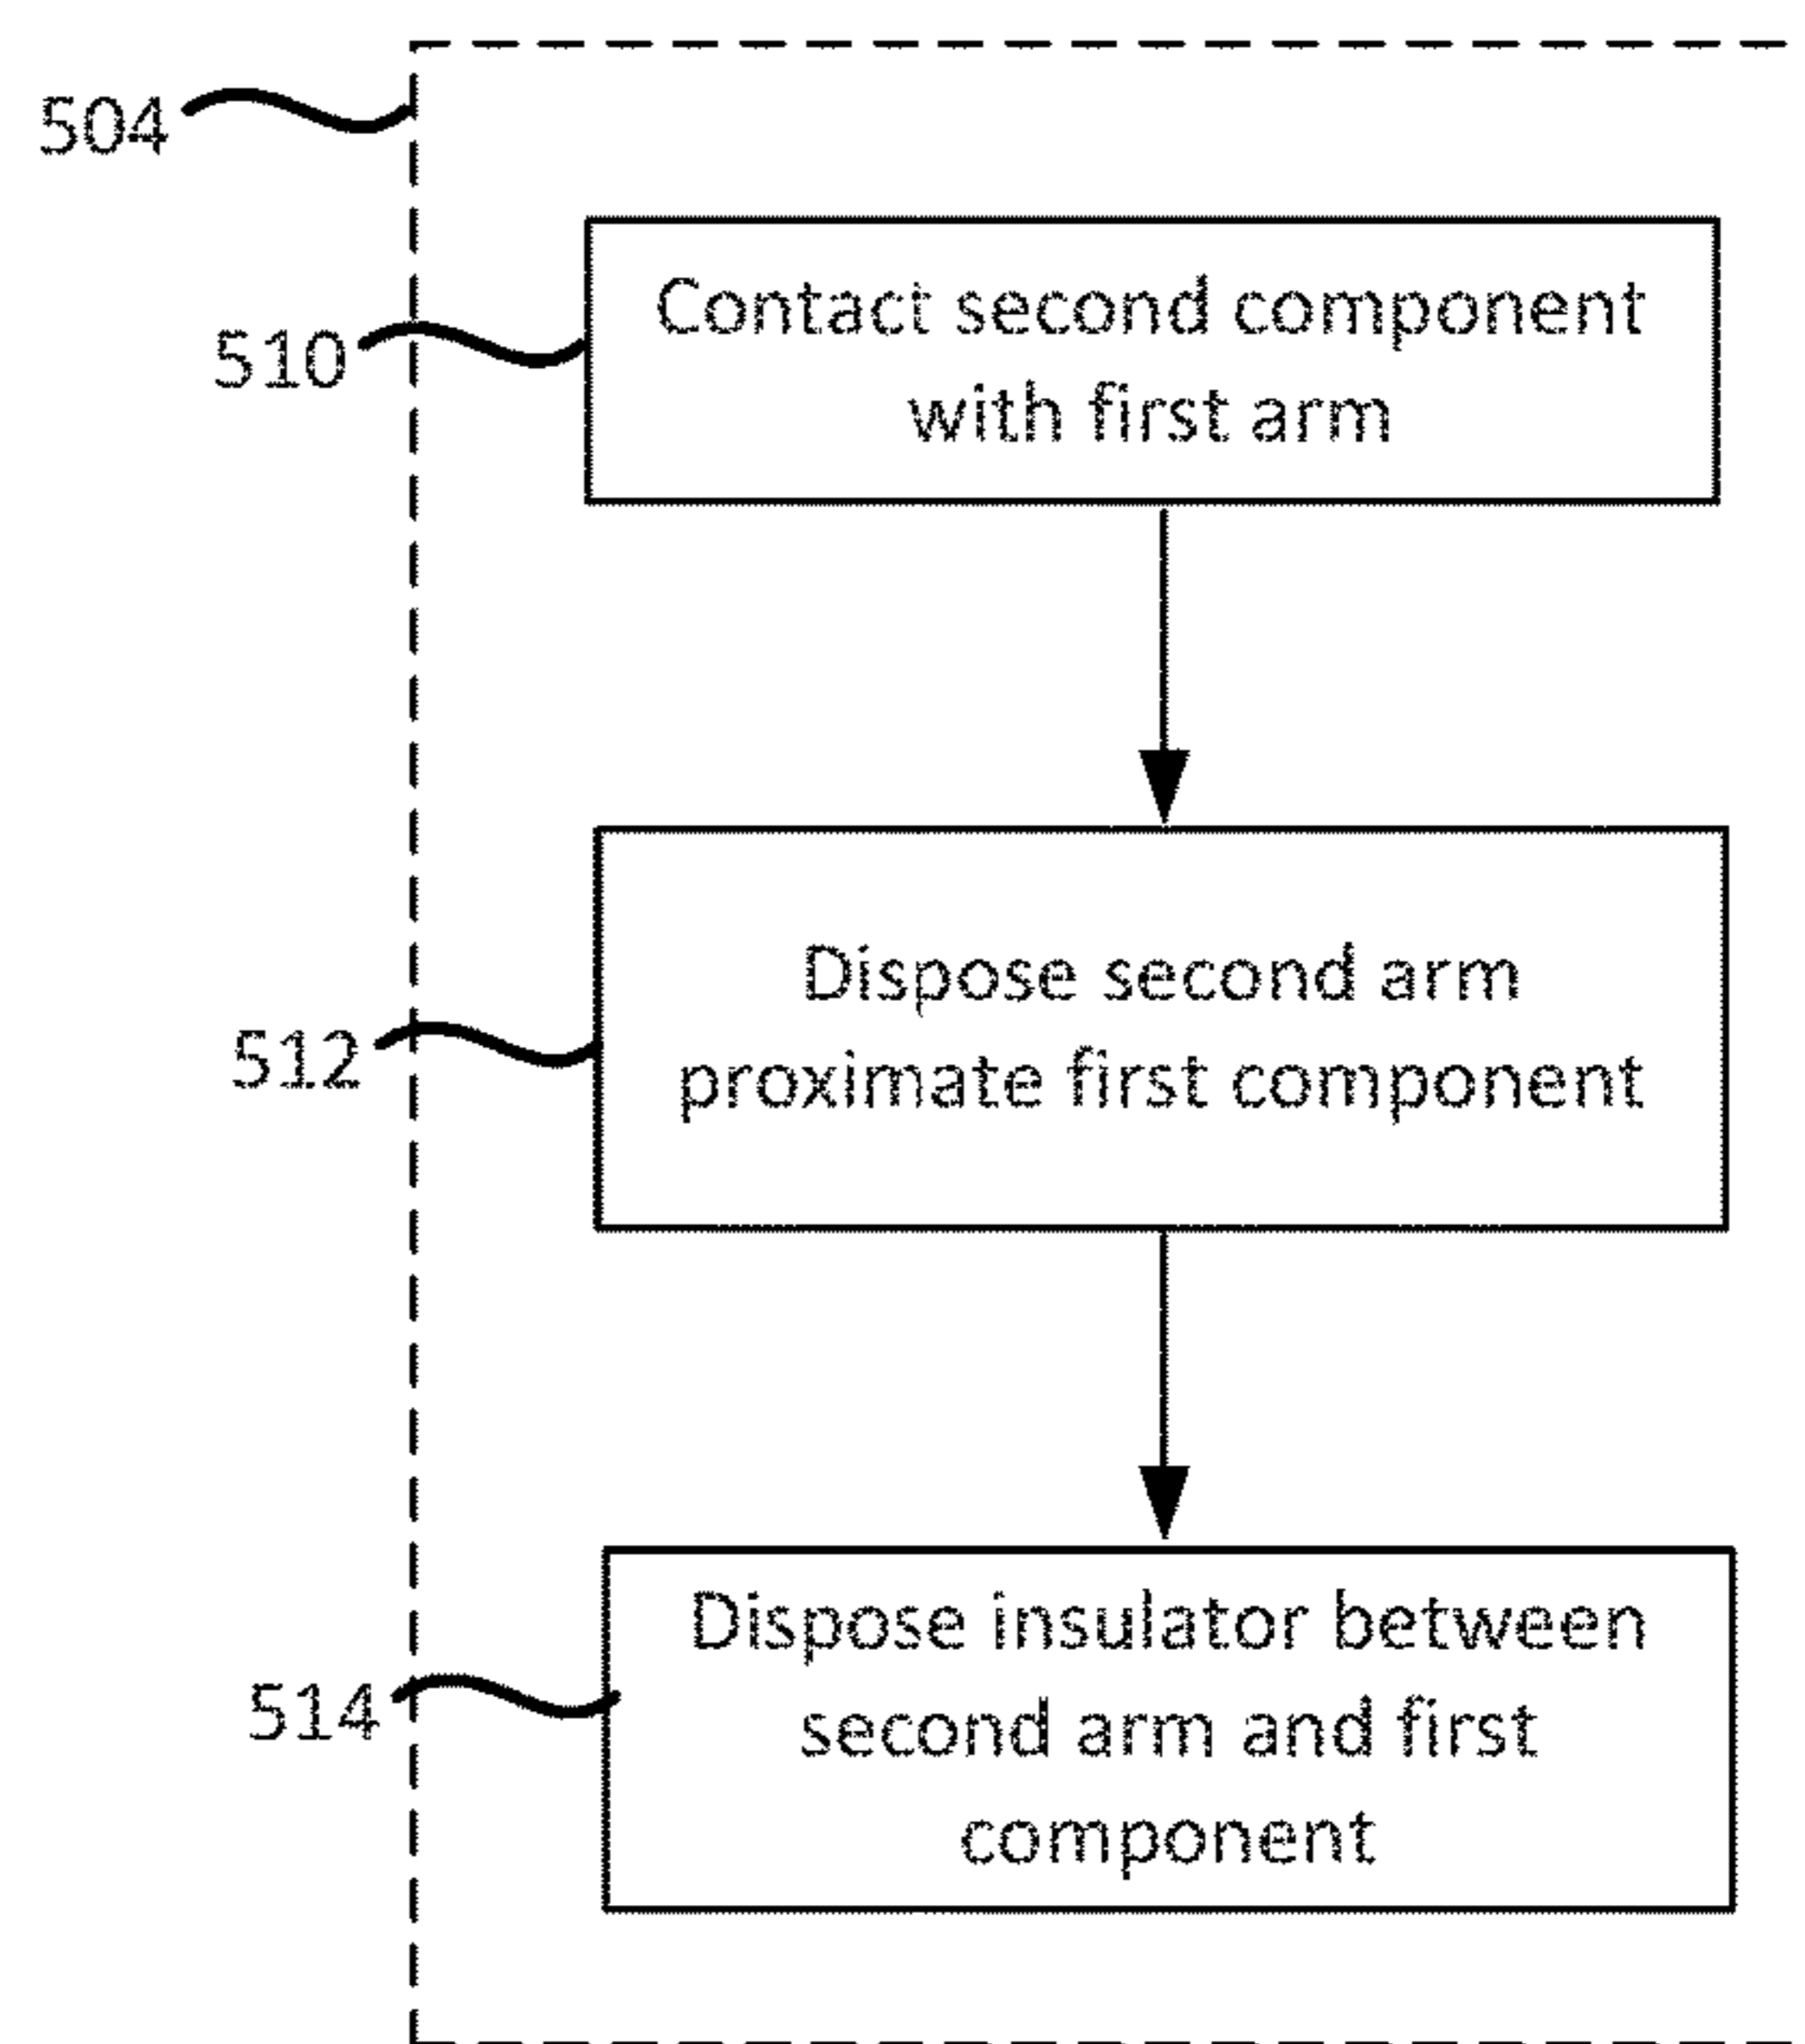 504
510
Contact second component
with first arm
512
Dispose second arm
proximate first component
514
Dispose insulator between
second arm and first
component